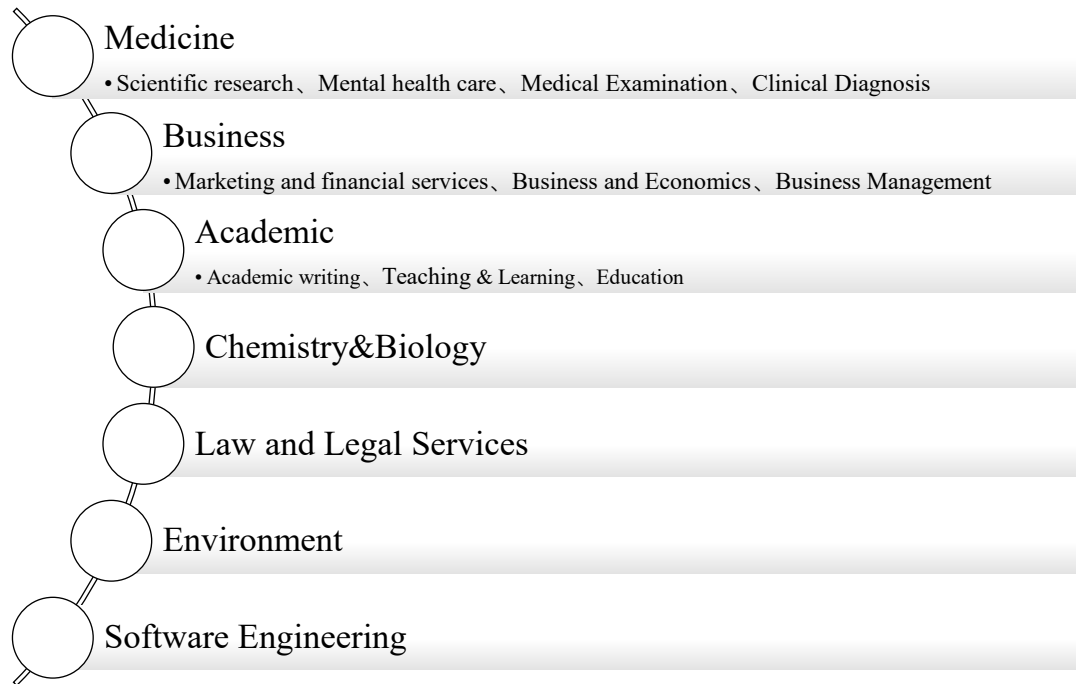 Medicine
• Scientific research、Mental health care、Medical Examination、Clinical Diagnosis
Business
• Marketing and financial services、Business and Economics、Business Management
Academic
• Academic writing、Teaching & Learning、Education
Chemistry&Biology
Law and Legal Services
Environment
Software Engineering